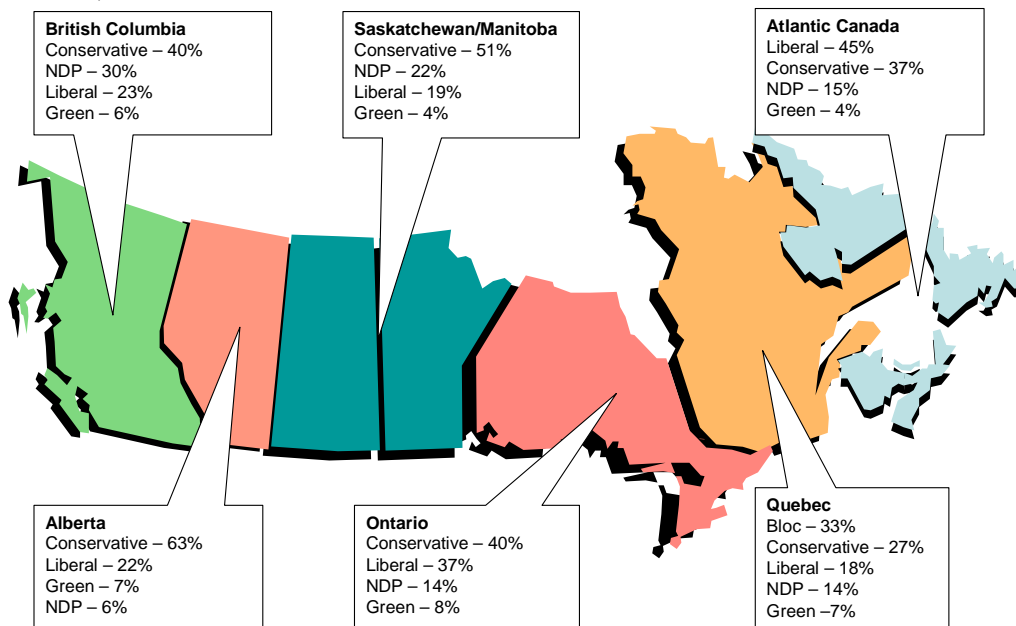 British Columbia
Conservative – 40%
NDP – 30%
Liberal – 23%
Green – 6%
Saskatchewan/Manitoba
Conservative – 51%
NDP – 22%
Liberal – 19%
Green – 4%
Atlantic Canada
Liberal – 45%
Conservative – 37%
NDP – 15%
Green – 4%
Alberta
Conservative – 63%
Liberal – 22%
Green – 7%
NDP – 6%
Ontario
Conservative – 40%
Liberal – 37%
NDP – 14%
Green – 8%
Quebec
Bloc – 33%
Conservative – 27%
Liberal – 18%
NDP – 14%
Green –7%